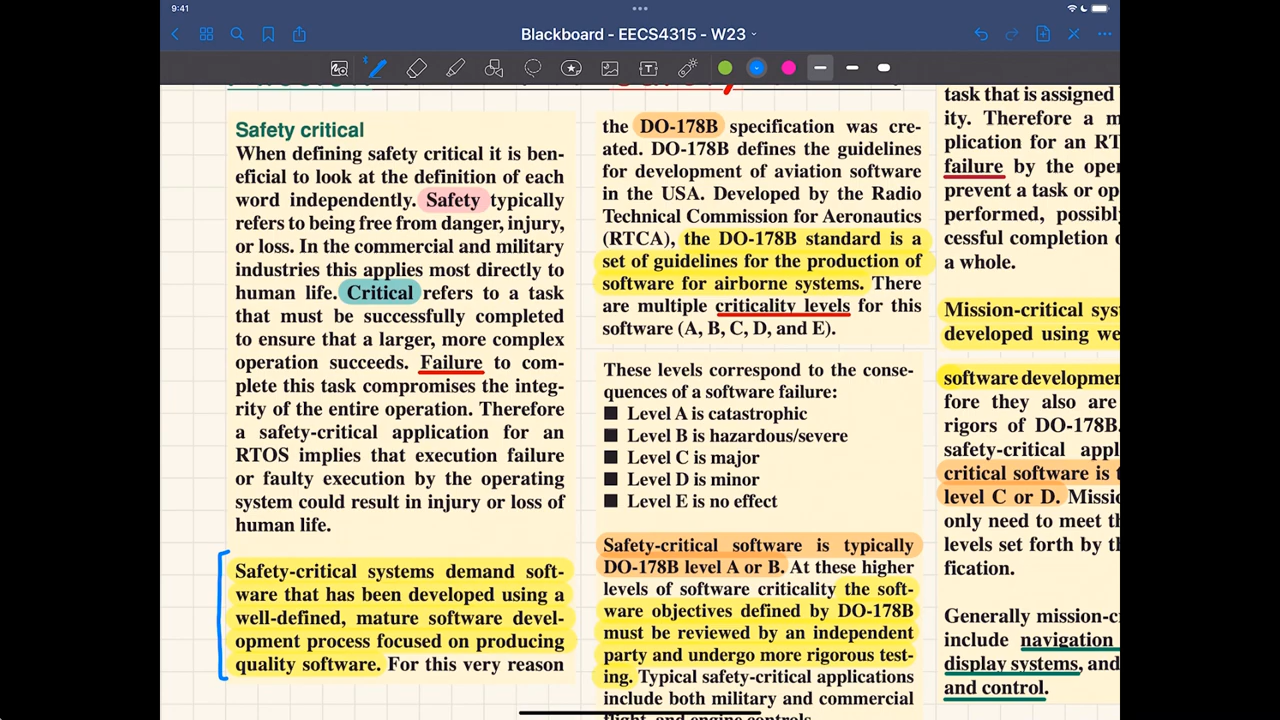 9:41
Blackboard - EECS4315 - W23
Safety critical
When defining safety critical it is ben-
eficial to look at the definition of each
word independently. Safety typically
refers to being free from danger, injury,
or loss. In the commercial and military
industries this applies most directly to
human life. Critical refers to a task
that must be successfully completed
to ensure that a larger, more complex
operation succeeds. Failure to com-
plete this task compromises the integ-
rity of the entire operation. Therefore
a safety-critical application for an
RTOS implies that execution failure
or faulty execution by the operating
system could result in injury or loss of
human life.
Safety-critical systems demand soft-
ware that has been developed using a
well-defined, mature software devel-
opment process focused on producing
quality software. For this very reason
the DO-178B specification was cre-
ated. DO-178B defines the guidelines
for development of aviation software
in the USA. Developed by the Radio
Technical Commission for Aeronautics
(RTCA), the DO-178B standard is a
set of guidelines for the production of
software for airborne systems. There
are multiple criticality levels for this
software (A, B, C, D, and E).
These levels correspond to the conse-
quences of a software failure:
■ Level A is catastrophic
■ Level B is hazardous/severe
■ Level C is major
■ Level D is minor
■ Level E is no effect
Safety-critical software is typically
DO-178B level A or B. At these higher
levels of software criticality the soft-
ware objectives defined by DO-178B
must be reviewed by an independent
party and undergo more rigorous test-
ing. Typical safety-critical applications
include both military and commercial
flight, and engine controls.
task that is assigned
ity. Therefore a m
plication for an RT
failure by the oper
prevent a task or op
performed, possibly
cessful completion o
a whole.
Mission-critical sys
developed using we
software developmen
fore they also are
rigors of DO-178B.
safety-critical appl
critical software is t
level C or D. Missio
only need to meet th
levels set forth by th
fication.
Generally mission-c
include navigation
display systems, and
and control.